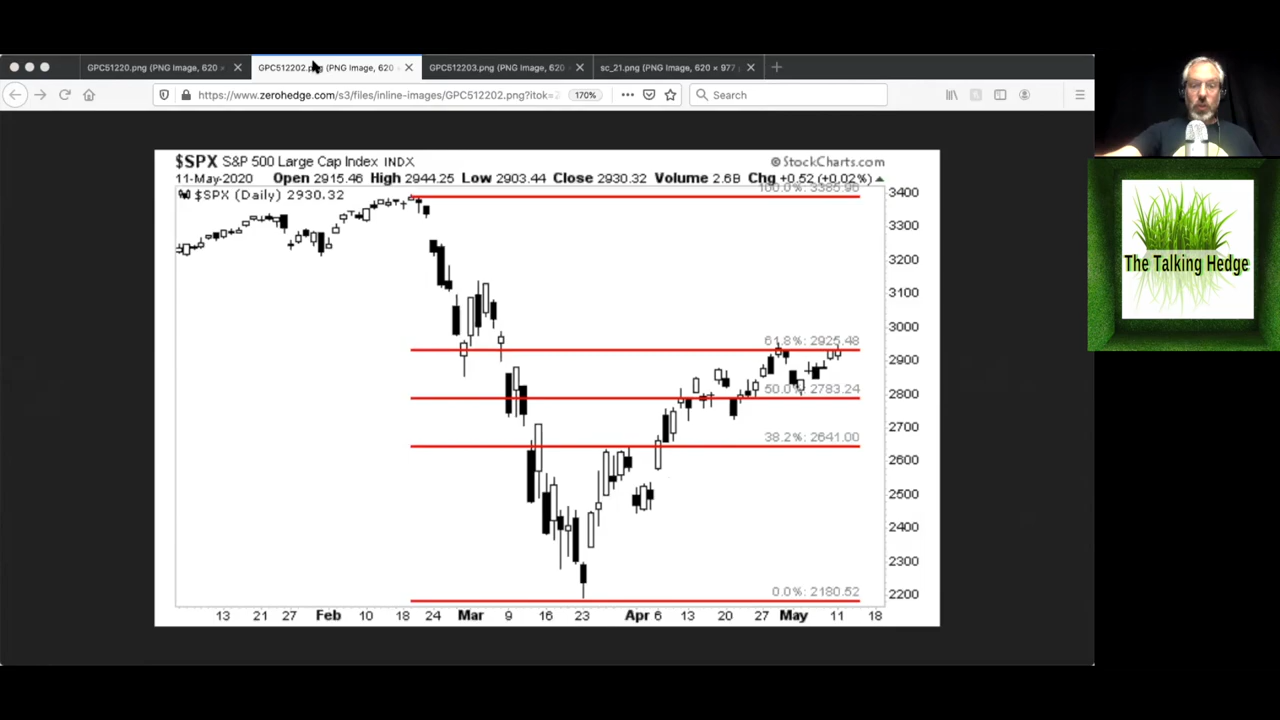 GPC51220.png (PNG Image, 620 ×
GPC512202.png (PNG Image, 620
GPC512203.png (PNG Image, 620
sc_21.png (PNG Image, 620 × 977
https://www.zerohedge.com/s3/files/inline-images/GPC512202.png?itok=
170%
Search
$SPX S&P 500 Large Cap Index INDX
© StockCharts.com
11-May-2020 Open 2915.46 High 2944.25 Low 2903.44 Close 2930.32 Volume 2.6B Chg +0.52 (+0.02%)
$SPX (Daily) 2930.32
100.0%: 3385.96
3400
3300
3200
3100
3000
61.8%: 2925.48
2900
50.0%: 2783.24
2800
2700
38.2%: 2641.00
2600
2500
2400
2300
0.0%: 2180.52
2200
13 21 27 Feb 10 18 24 Mar 9 16 23 Apr 6 13 20 27 May 11 18
The Talking Hedge